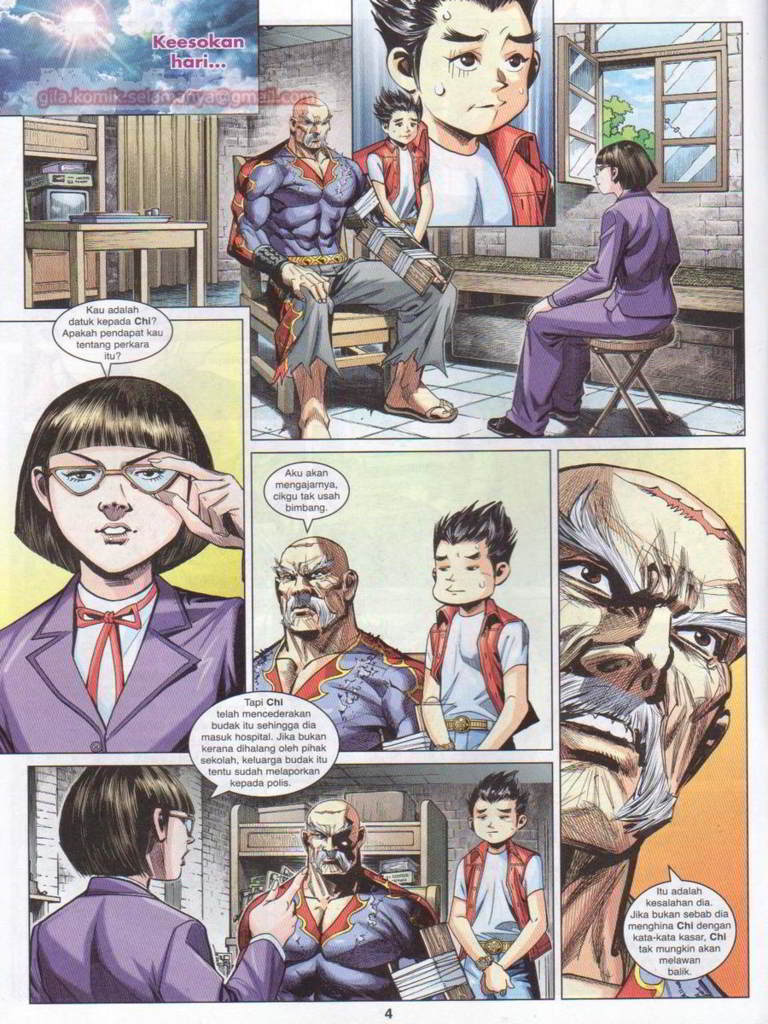 Keesokan
hari...
gila.komik.selamanya@gmail.com
Kau adalah
datuk kepada Chi?
Apakah pendapat kau
tentang perkara
itu?
Aku akan
mengajarnya,
cikgu tak usah
bimbang.
Tapi Chi
telah mencederakan
budak itu sehingga dia
masuk hospital. Jika bukan
kerana dihalang oleh pihak
sekolah, keluarga budak itu
tentu sudah melaporkan
kepada polis.
Itu adalah
kesalahan dia.
Jika bukan sebab dia
menghina Chi dengan
kata-kata kasar, Chi
tak mungkin akan
melawan
balik.
4